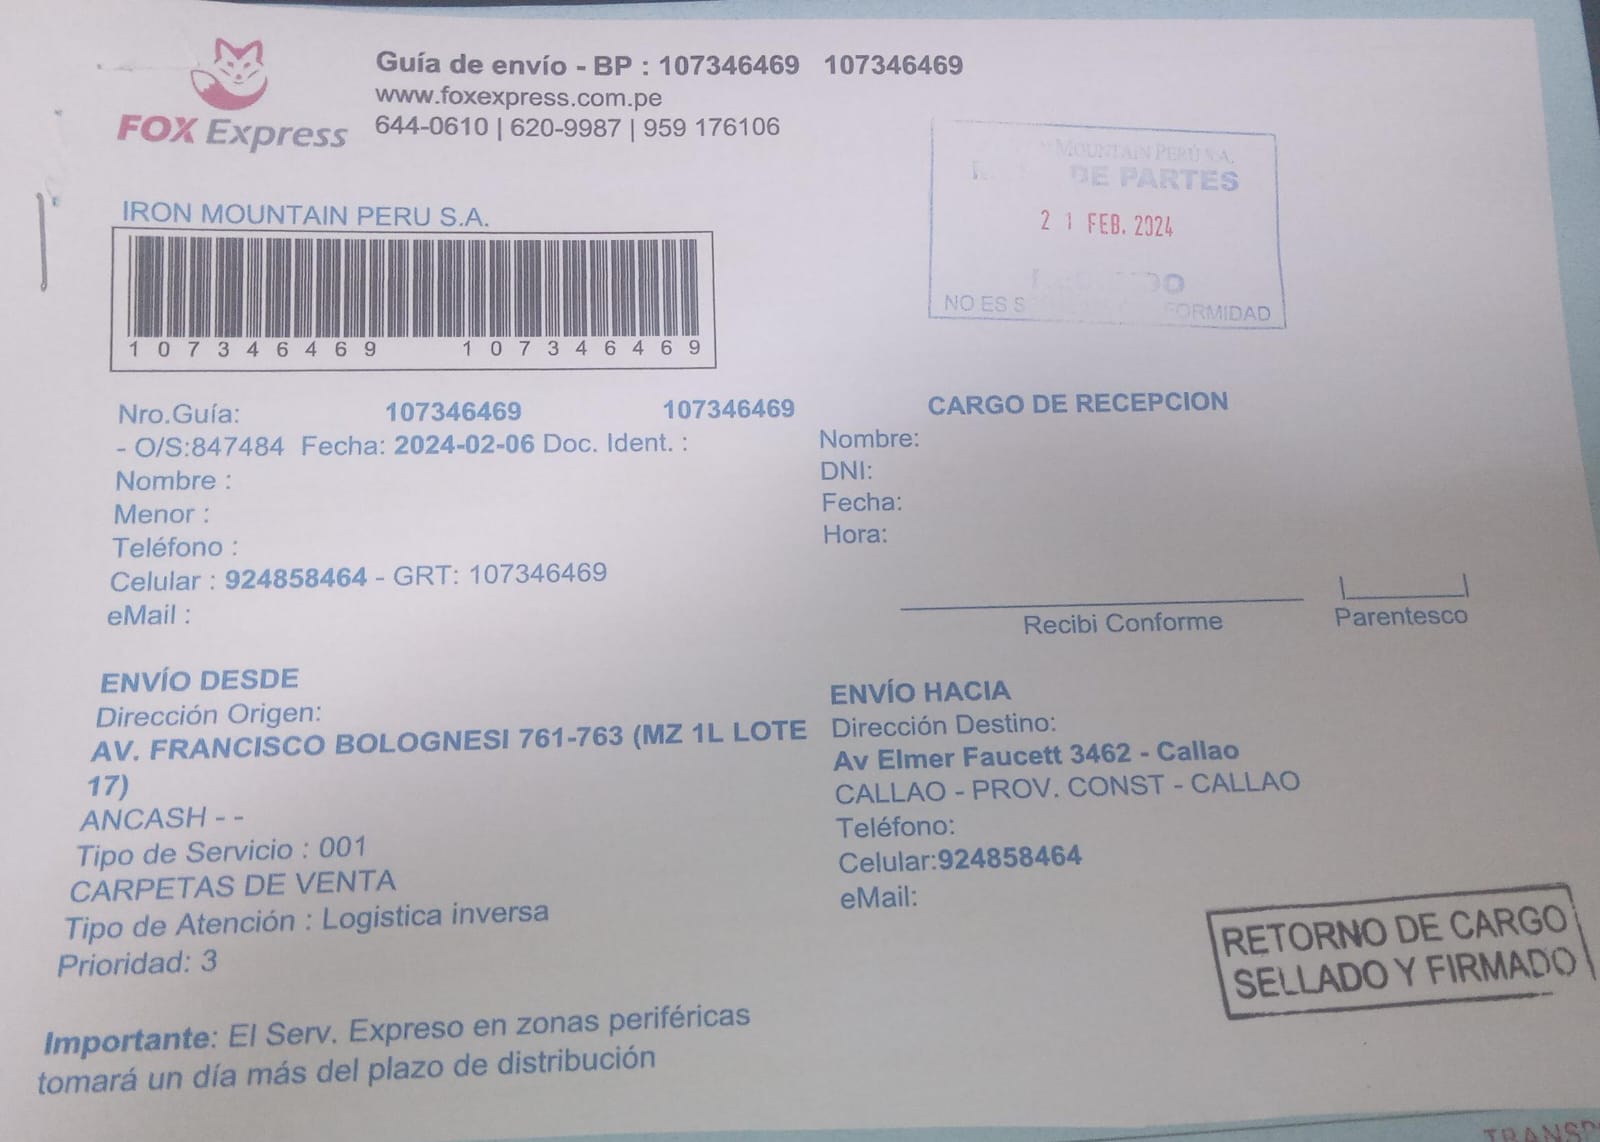 FOX Express
Guía de envío - BP : 107346469 107346469
www.foxexpress.com.pe
644-0610 | 620-9987 | 959 176106
MOUNTAIN PERÚ S.A.
DE PARTES
21 FEB. 2024
NO ES
IRON MOUNTAIN PERU S.A.
107346469 107346469
Nro.Guía: 107346469 107346469
- O/S:847484 Fecha: 2024-02-06 Doc. Ident. :
Nombre :
Menor :
Teléfono :
Celular : 924858464 - GRT: 107346469
eMail :
CARGO DE RECEPCION
Nombre:
DNI:
Fecha:
Hora:
Recibi Conforme
Parentesco
ENVÍO DESDE
Dirección Origen:
AV. FRANCISCO BOLOGNESI 761-763 (MZ 1L LOTE
17)
ANCASH - -
Tipo de Servicio : 001
CARPETAS DE VENTA
Tipo de Atención : Logistica inversa
Prioridad: 3
ENVÍO HACIA
Dirección Destino:
Av Elmer Faucett 3462 - Callao
CALLAO - PROV. CONST - CALLAO
Teléfono:
Celular:924858464
eMail:
RETORNO DE CARGO
SELLADO Y FIRMADO
Importante: El Serv. Expreso en zonas periféricas
tomará un día más del plazo de distribución